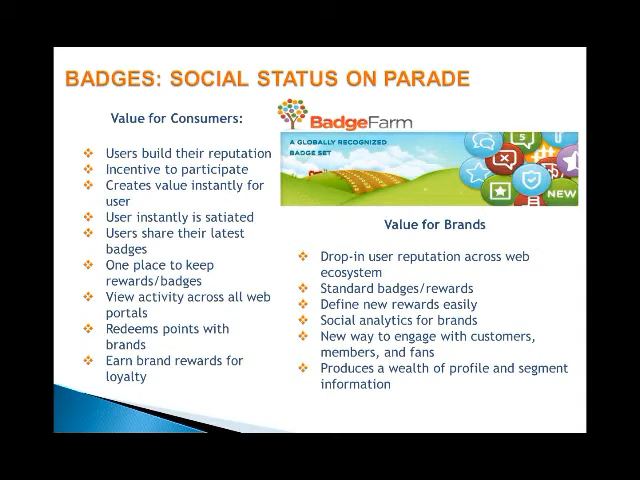 BADGES: SOCIAL STATUS ON PARADE
Value for Consumers:
Users build their reputation
Incentive to participate
Creates value instantly for
user
User instantly is satiated
Users share their latest
badges
One place to keep
rewards/badges
View activity across all web
portals
Redeems points with
brands
Earn brand rewards for
loyalty
BadgeFarm
A GLOBALLY RECOGNIZED
BADGE SET
5
NEW
Value for Brands
Drop-in user reputation across web
ecosystem
Standard badges/rewards
Define new rewards easily
Social analytics for brands
New way to engage with customers,
members, and fans
Produces a wealth of profile and segment
information